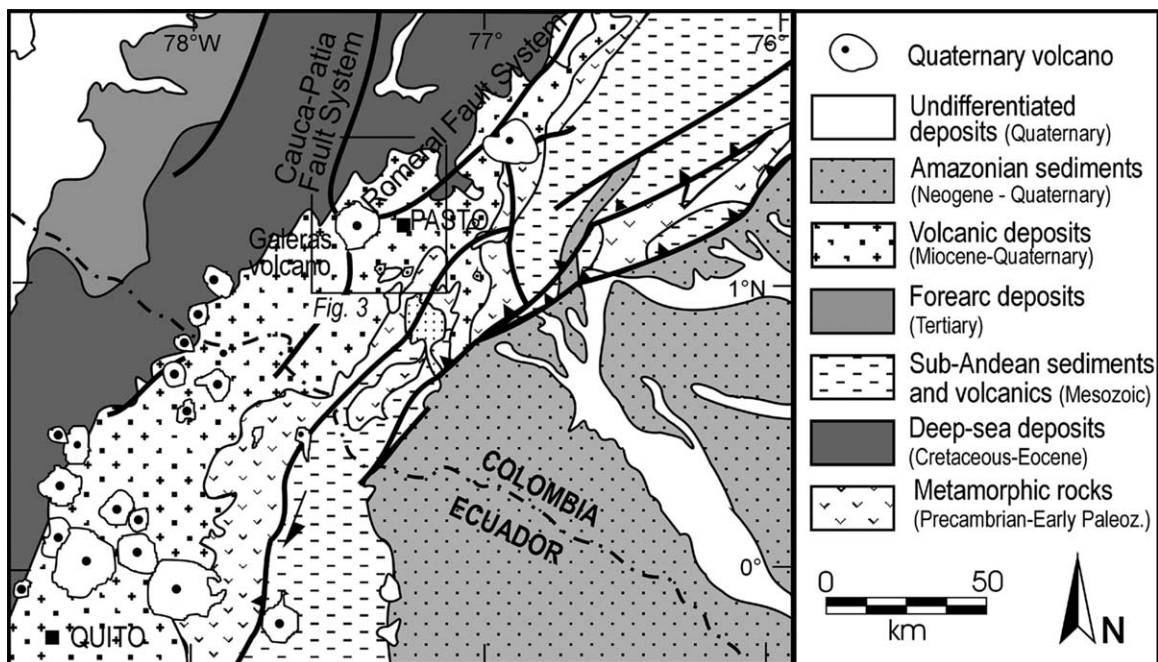 78°W
77°
76°
Cauca-Patia
Fault System
Romeral Fault System
PASTO
Galeras
volcano
Fig. 3
1°N
COLOMBIA
ECUADOR
0°
QUITO
Quaternary volcano
Undifferentiated
deposits (Quaternary)
Amazonian sediments
(Neogene - Quaternary)
Volcanic deposits
(Miocene-Quaternary)
Forearc deposits
(Tertiary)
Sub-Andean sediments
and volcanics (Mesozoic)
Deep-sea deposits
(Cretaceous-Eocene)
Metamorphic rocks
(Precambrian-Early Paleoz.)
0 50
km
N